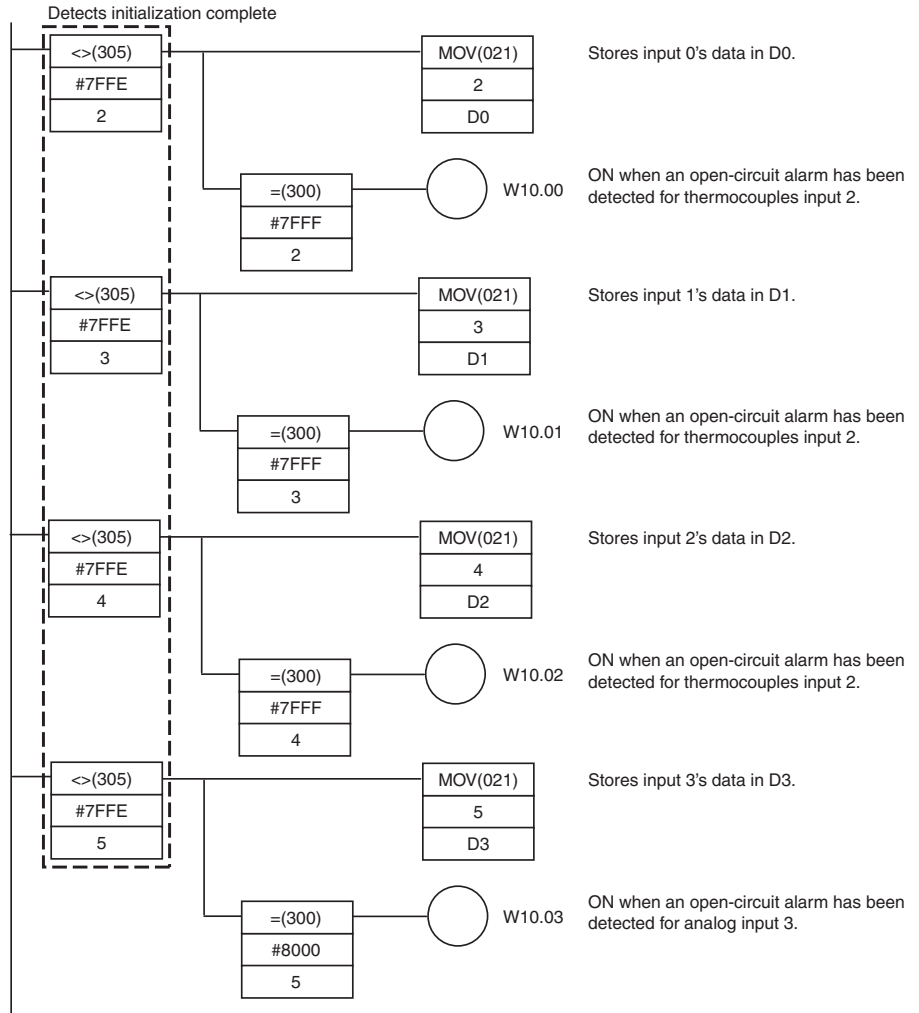 Detects initialization complete
<>(305)
#7FFE
2
MOV(021)
2
D0
Stores input 0's data in D0.
=(300)
#7FFF
2
W10.00
ON when an open-circuit alarm has been
detected for thermocouples input 2.
<>(305)
#7FFE
3
MOV(021)
3
D1
Stores input 1's data in D1.
=(300)
#7FFF
3
W10.01
ON when an open-circuit alarm has been
detected for thermocouples input 2.
<>(305)
#7FFE
4
MOV(021)
4
D2
Stores input 2's data in D2.
=(300)
#7FFF
4
W10.02
ON when an open-circuit alarm has been
detected for thermocouples input 2.
<>(305)
#7FFE
5
MOV(021)
5
D3
Stores input 3's data in D3.
=(300)
#8000
5
W10.03
ON when an open-circuit alarm has been
detected for analog input 3.